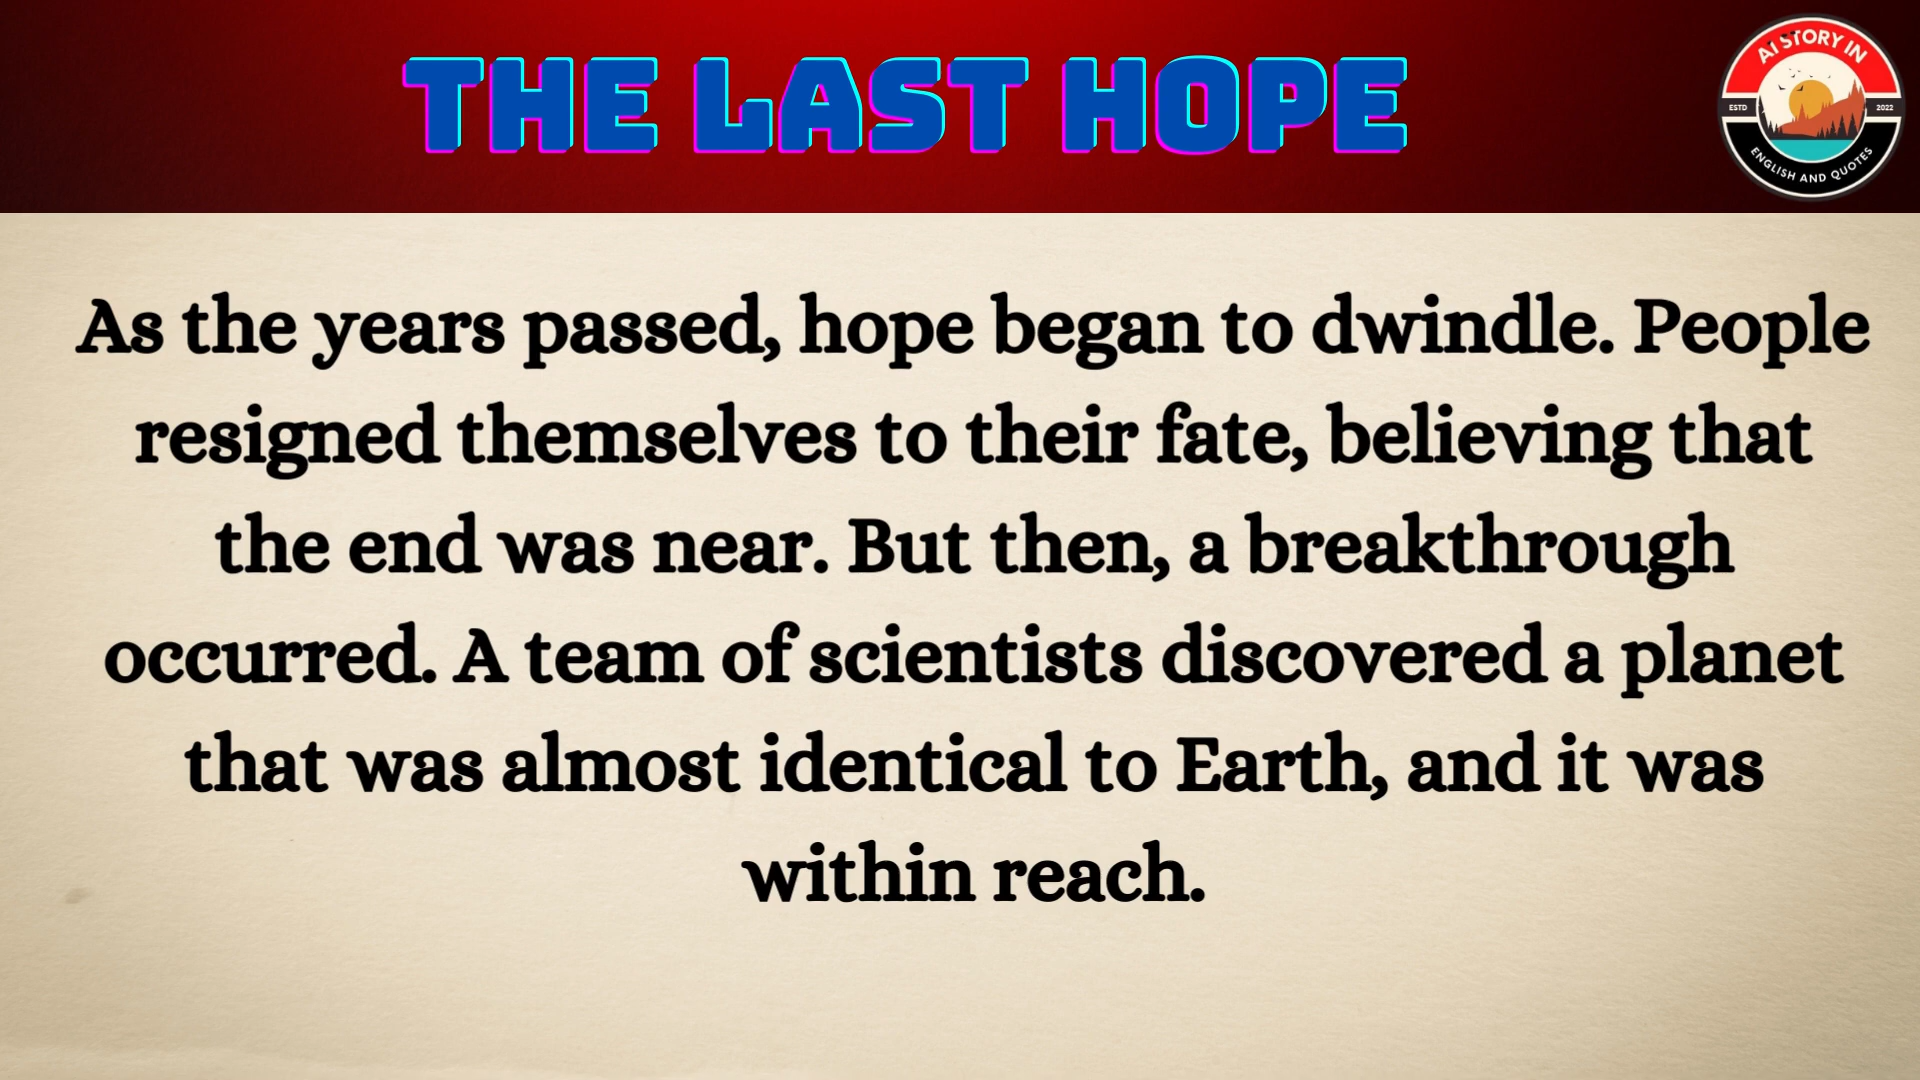 THE LAST HOPE
AI STORY IN
ESTD
2022
ENGLISH AND QUOTES
As the years passed, hope began to dwindle. People
resigned themselves to their fate, believing that
the end was near. But then, a breakthrough
occurred. A team of scientists discovered a planet
that was almost identical to Earth, and it was
within reach.